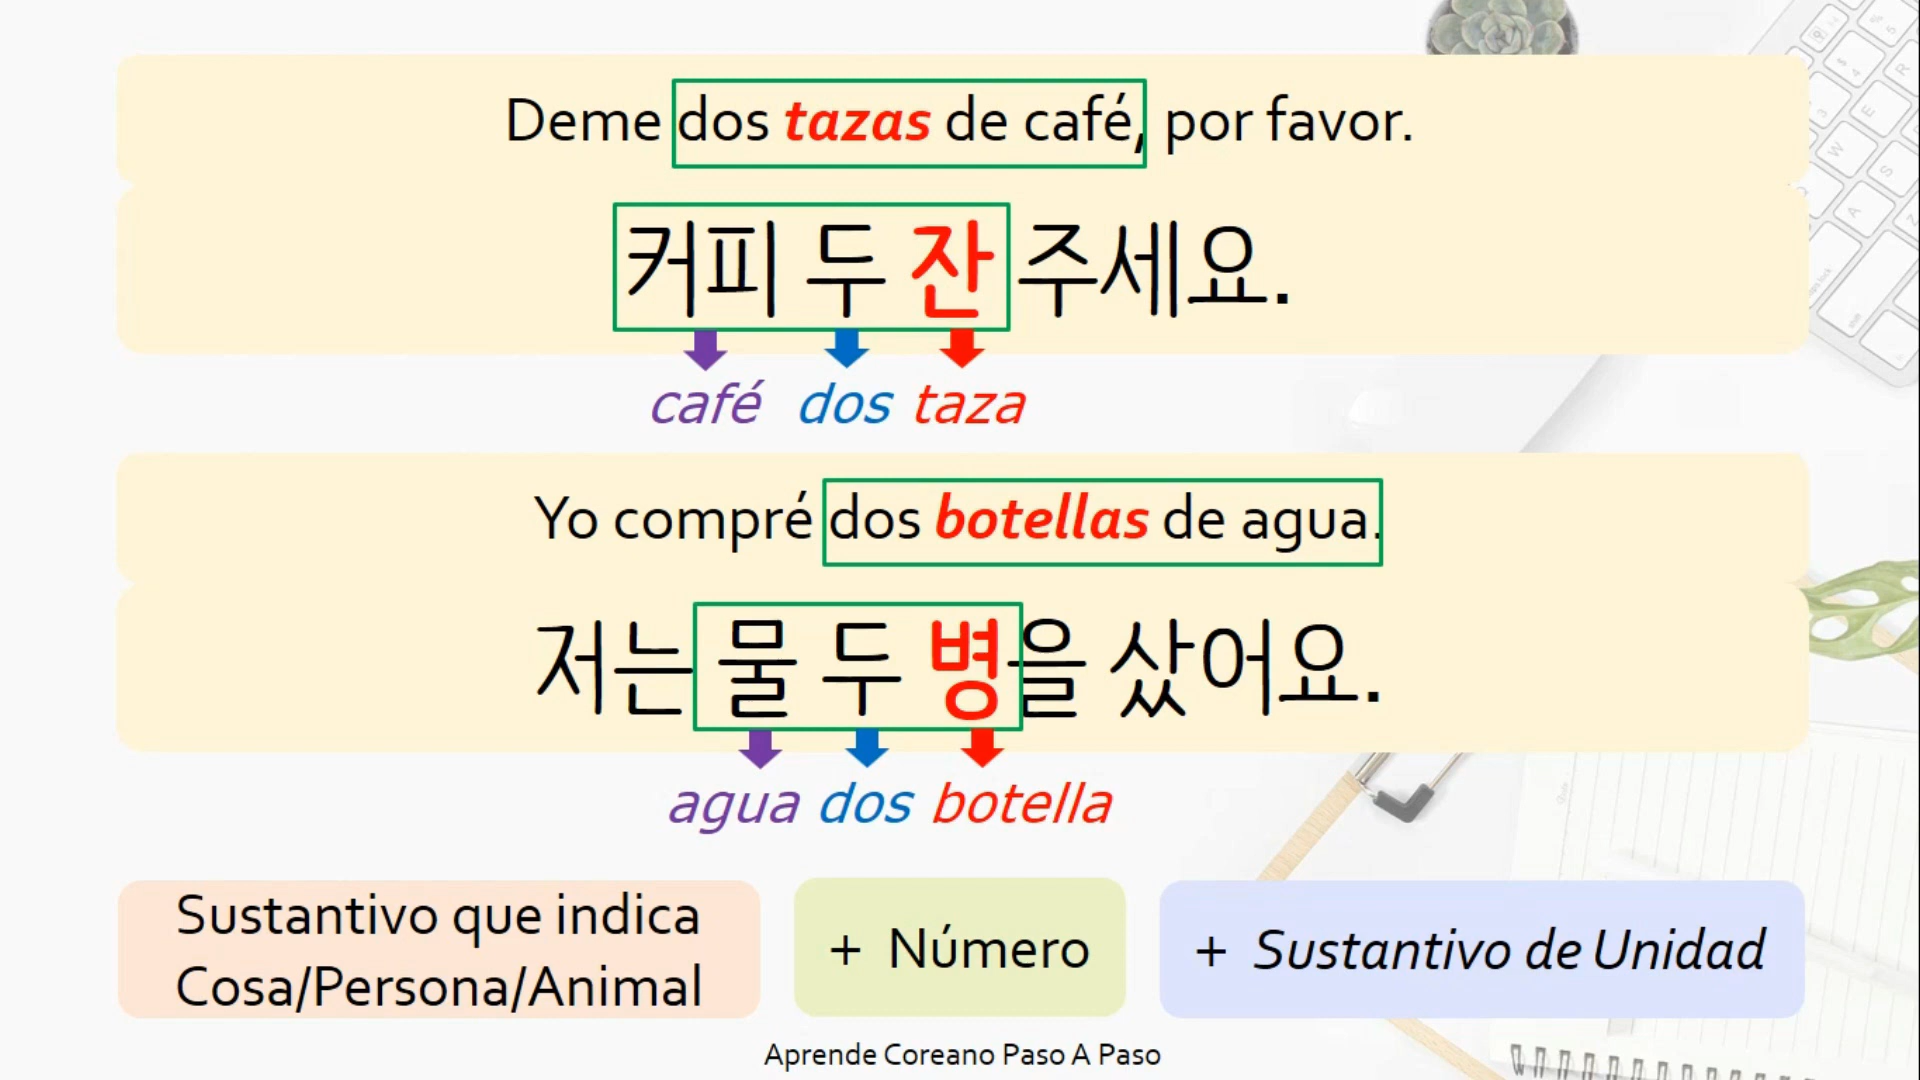 Deme dos tazas de café, por favor.
커피 두 잔 주세요.
café dos taza
Yo compré dos botellas de agua.
저는 물 두 병을 샀어요.
agua dos botella
Sustantivo que indica
Cosa/Persona/Animal
+ Número
+ Sustantivo de Unidad
Aprende Coreano Paso A Paso